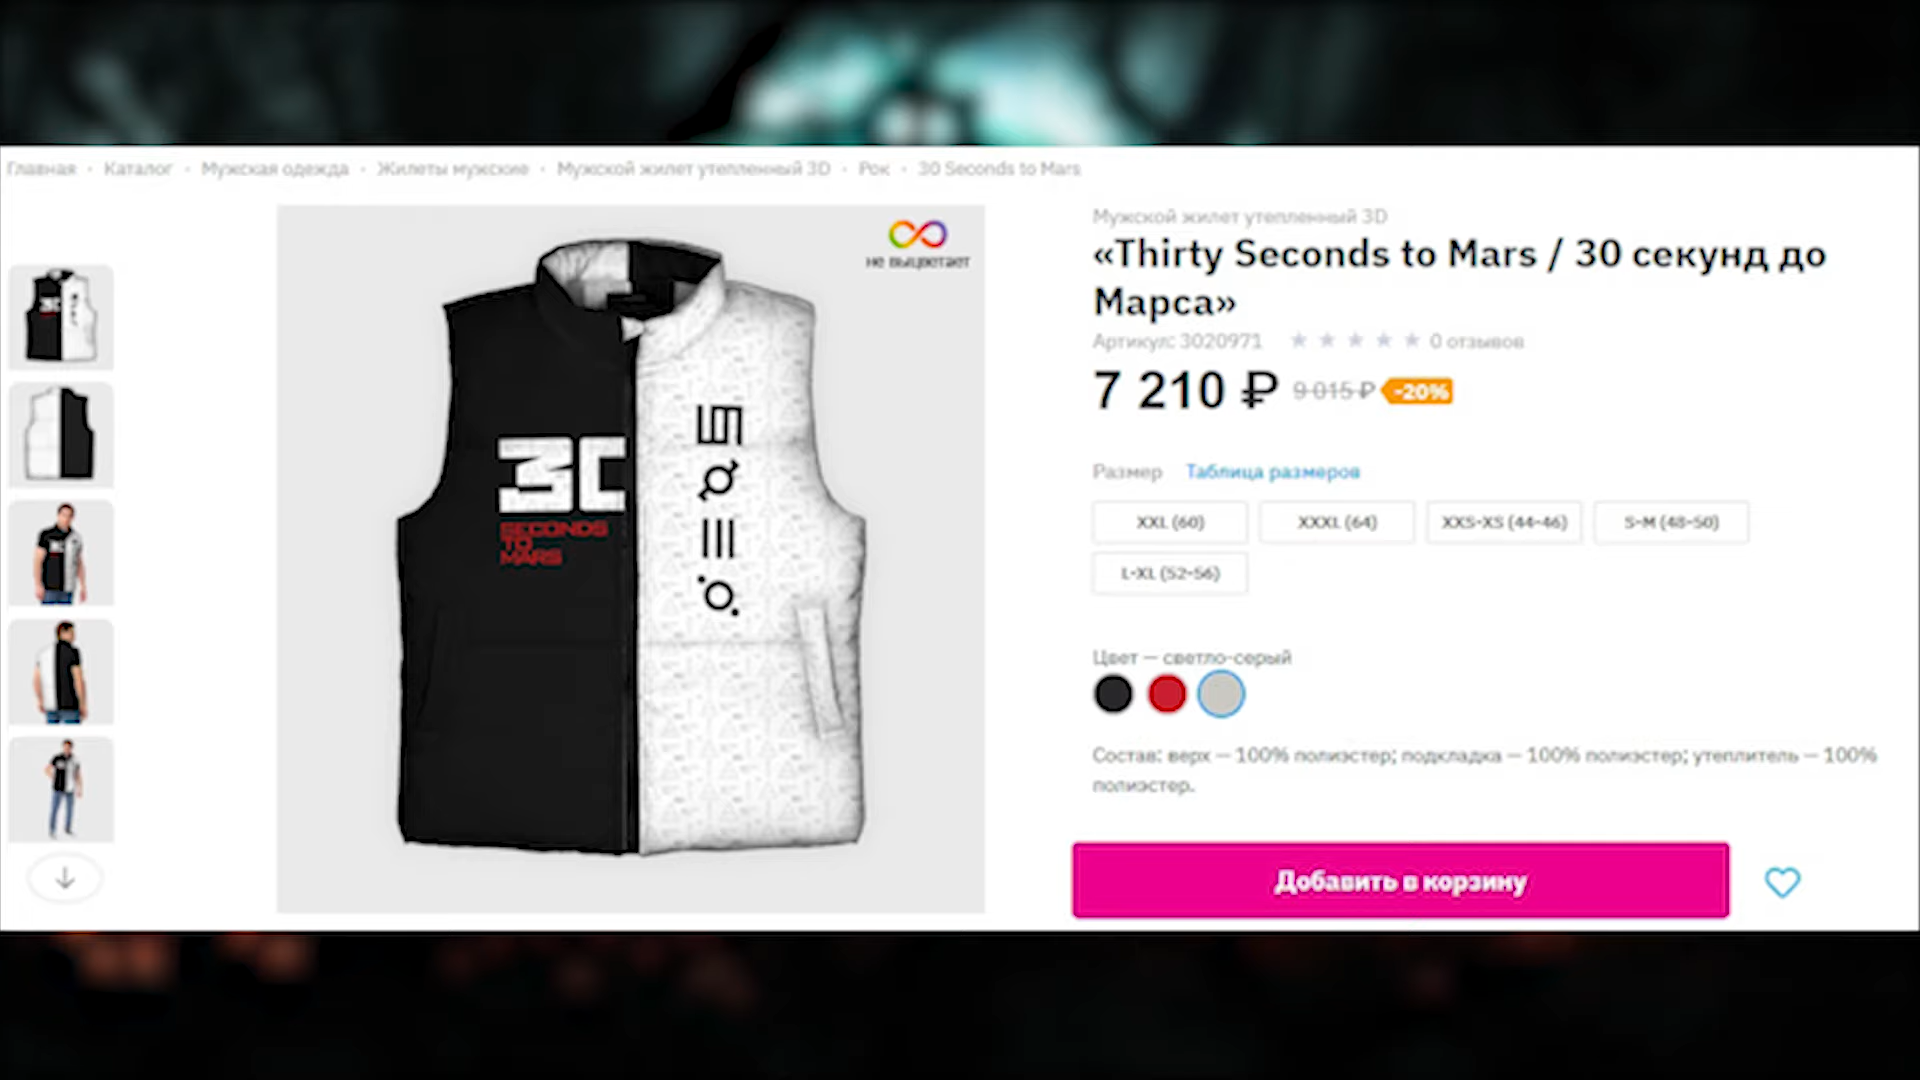 Главная · Каталог · Мужская одежда · Жилеты мужские · Мужской жилет утепленный 3D · Рок · 30 Seconds to Mars
не выцветает
30
SECONDS
TO
MARS
Мужской жилет утепленный 3D
«Thirty Seconds to Mars / 30 секунд до
Марса»
Артикул: 3020971 0 отзывов
7 210 ₽ 9 015 ₽ -20%
Размер Таблица размеров
XXL (60) XXXL (64) XXS-XS (44-46) S-M (48-50)
L-XL (52-56)
Цвет — светло-серый
Состав: верх — 100% полиэстер; подкладка — 100% полиэстер; утеплитель — 100%
полиэстер.
Добавить в корзину